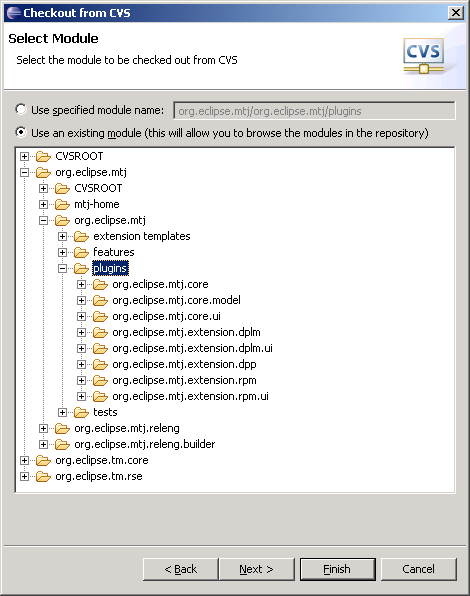 Checkout from CVS
Select Module
Select the module to be checked out from CVS
CVS
Use specified module name: org.eclipse.mtj/org.eclipse.mtj/plugins
Use an existing module (this will allow you to browse the modules in the repository)
CVSROOT
org.eclipse.mtj
CVSROOT
mtj-home
org.eclipse.mtj
extension templates
features
plugins
org.eclipse.mtj.core
org.eclipse.mtj.core.model
org.eclipse.mtj.core.ui
org.eclipse.mtj.extension.dplm
org.eclipse.mtj.extension.dplm.ui
org.eclipse.mtj.extension.dpp
org.eclipse.mtj.extension.rpm
org.eclipse.mtj.extension.rpm.ui
tests
org.eclipse.mtj.releng
org.eclipse.mtj.releng.builder
org.eclipse.tm.core
org.eclipse.tm.rse
< Back Next > Finish Cancel